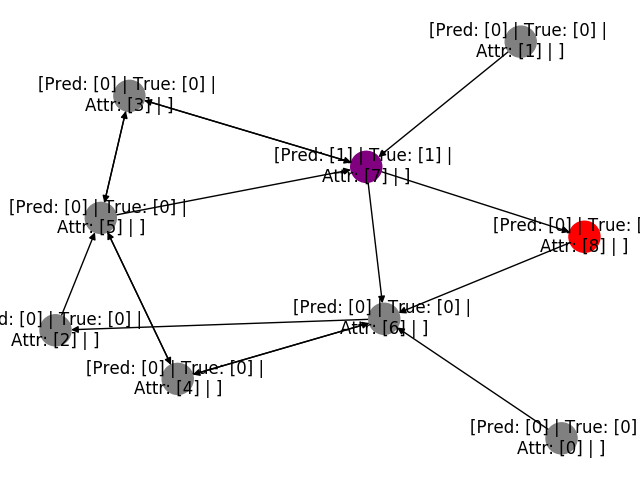 [Pred: [0] | True: [0] |
Attr: [1] | ]
[Pred: [0] | True: [0] |
Attr: [3] | ]
[Pred: [1] | True: [1] |
Attr: [7] | ]
[Pred: [0] | True: [0] |
Attr: [5] | ]
[Pred: [0] | True: [
Attr: [8] | ]
[Pred: [0] | True: [0] |
Attr: [6] | ]
d: [0] | True: [0] |
Attr: [2] | ]
[Pred: [0] | True: [0] |
Attr: [4] | ]
[Pred: [0] | True: [0]
Attr: [0] | ]